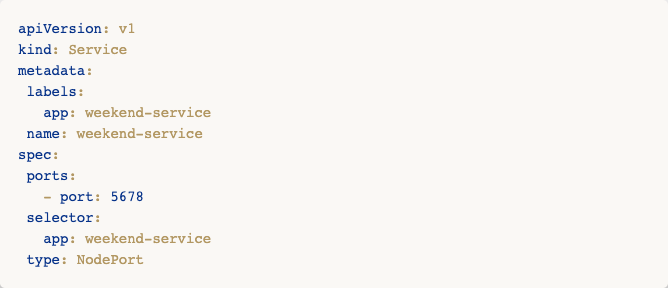 apiVersion: v1
kind: Service
metadata:
 labels:
   app: weekend-service
 name: weekend-service
spec:
 ports:
   - port: 5678
 selector:
   app: weekend-service
 type: NodePort